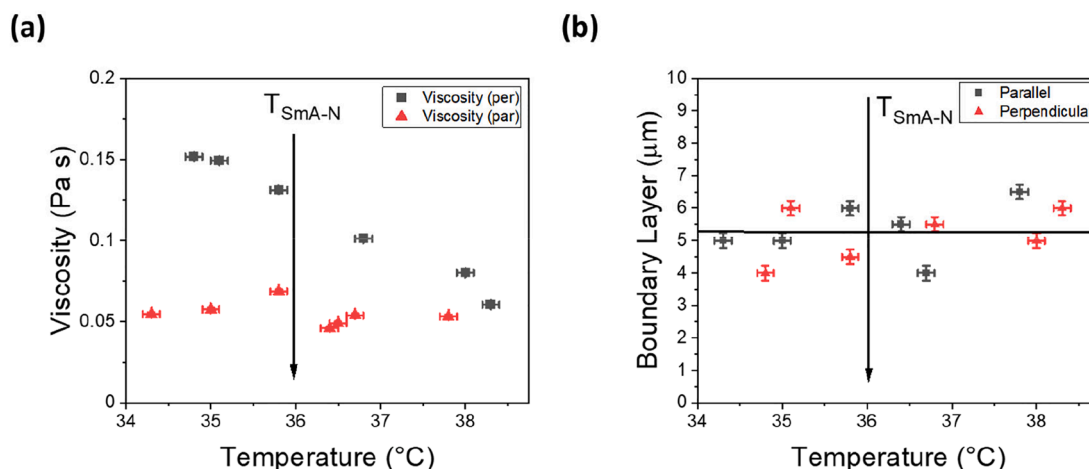 (a)
(b)
0.2
0.15
0.1
0.05
0
Viscosity (Pa s)
T SmA-N
Viscosity (per)
Viscosity (par)
34
35
36
37
38
Temperature (°C)
10
9
8
7
6
5
4
3
2
1
0
Boundary Layer (μm)
T SmA-N
Parallel
Perpendicula
34
35
36
37
38
Temperature (°C)